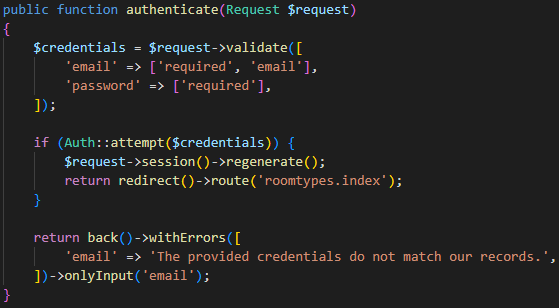 public function authenticate(Request $request)
{
    $credentials = $request->validate([
        'email' => ['required', 'email'],
        'password' => ['required'],
    ]);

    if (Auth::attempt($credentials)) {
        $request->session()->regenerate();
        return redirect()->route('roomtypes.index');
    }

    return back()->withErrors([
        'email' => 'The provided credentials do not match our records.',
    ])->onlyInput('email');
}